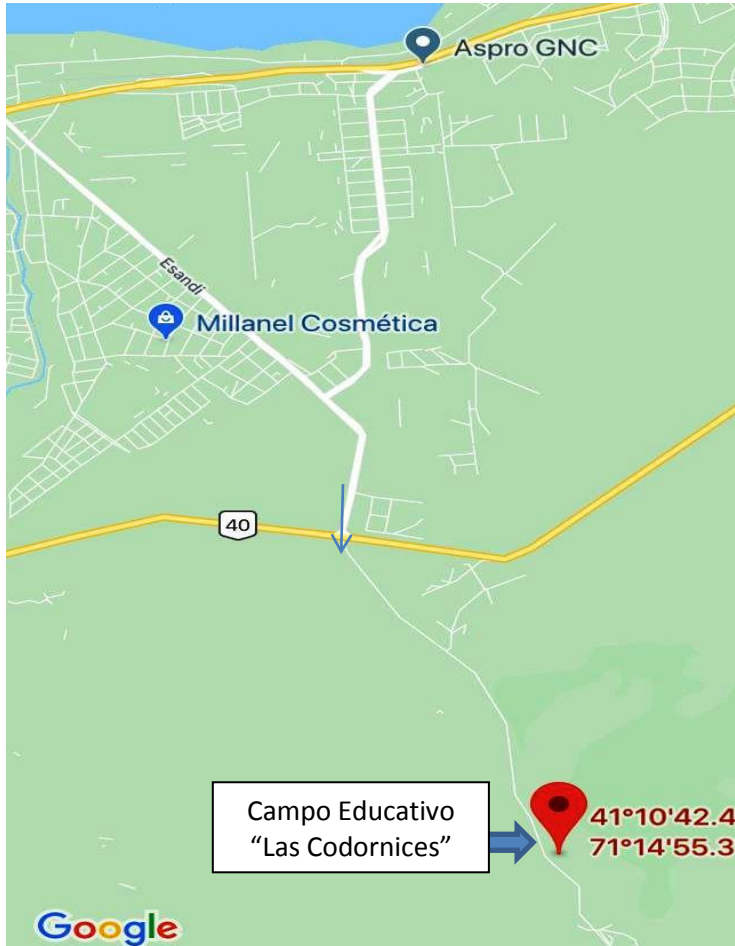 Aspro GNC
Esandi
Millanel Cosmética
40
Campo Educativo
“Las Codornices”
41°10'42.4
71°14'55.3
Google